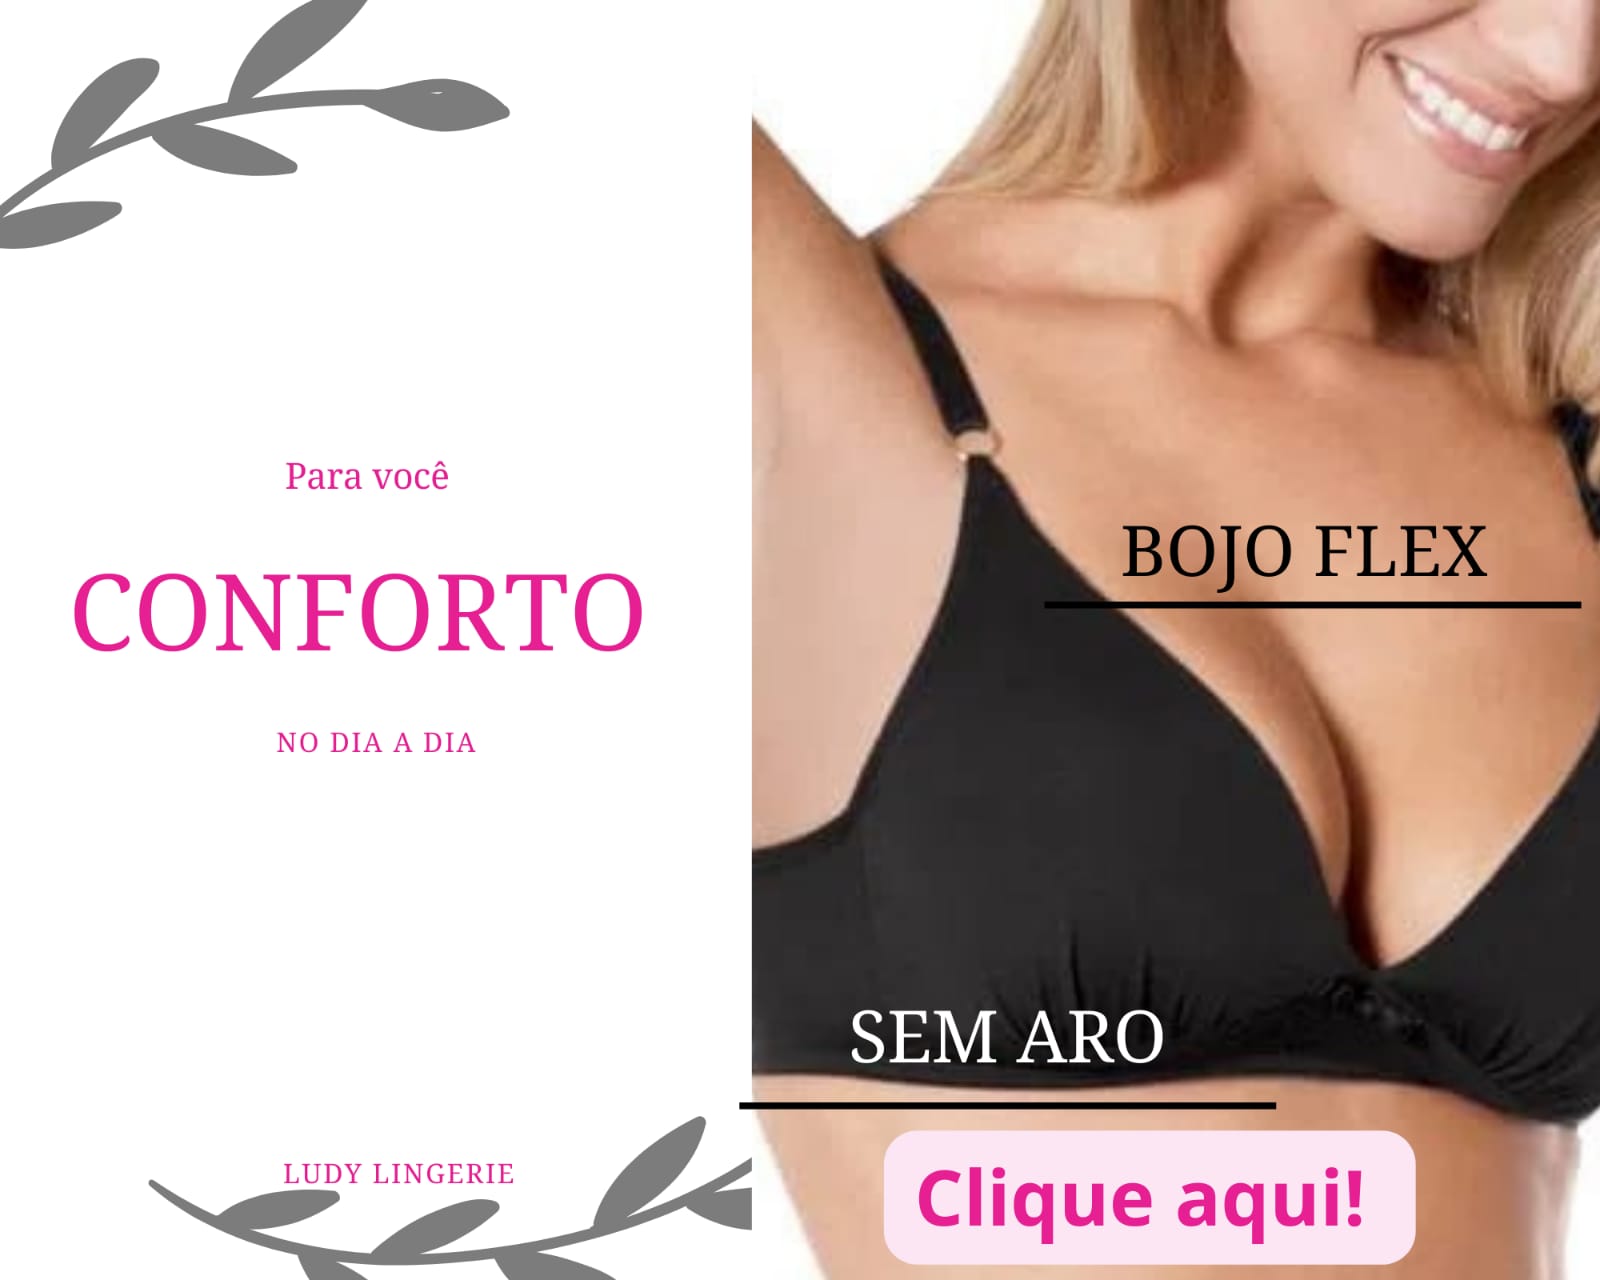 Para você
CONFORTO
NO DIA A DIA
LUDY LINGERIE
BOJO FLEX
SEM ARO
Clique aqui!